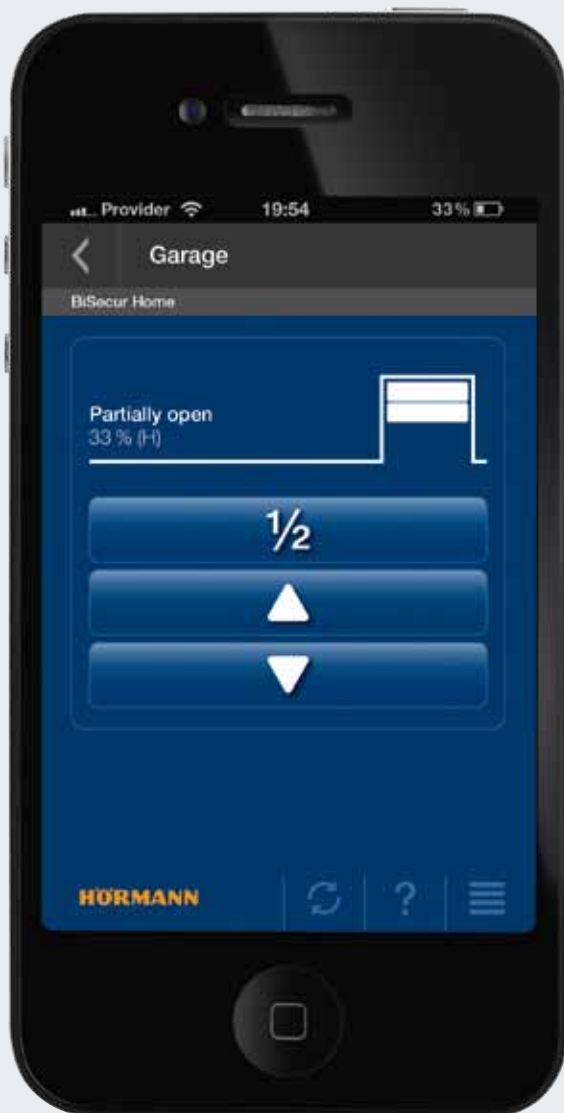 Provider 19:54 33%
Garage
BiSecur Home
Partially open
33 % (H)
1/2
HÖRMANN
?